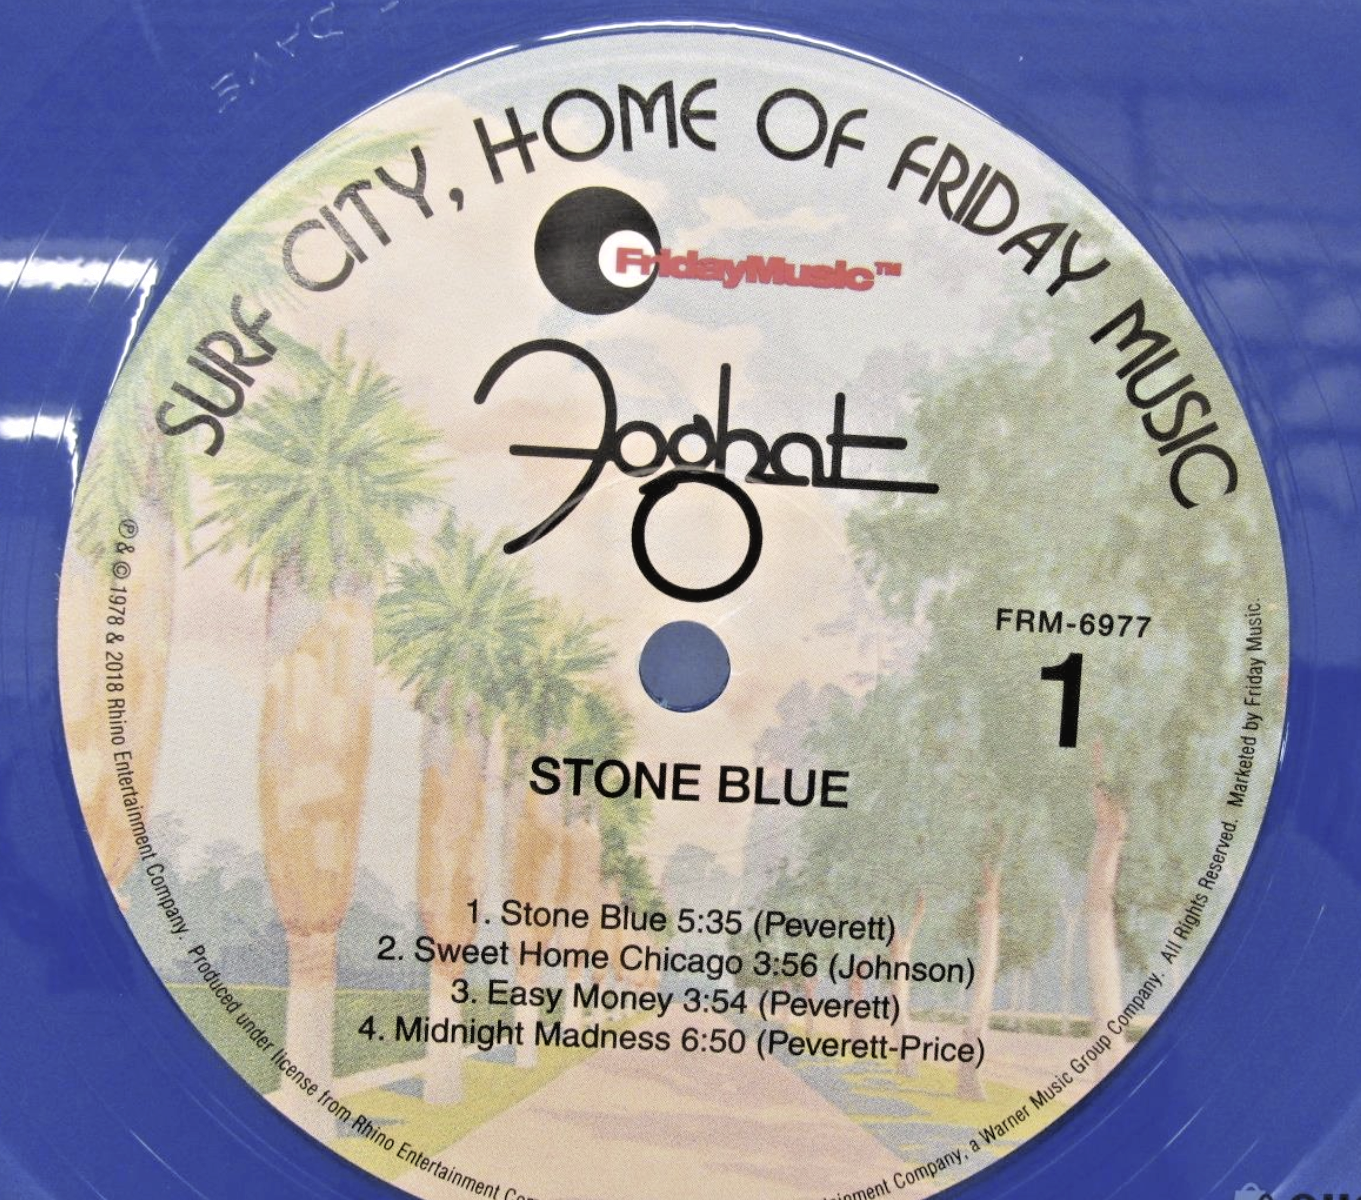 SURF CITY, HOME OF FRIDAY MUSIC
FridayMusic™
Foghat
FRM-6977
1
STONE BLUE
1. Stone Blue 5:35 (Peverett)
2. Sweet Home Chicago 3:56 (Johnson)
3. Easy Money 3:54 (Peverett)
4. Midnight Madness 6:50 (Peverett-Price)
℗ & © 1978 & 2018 Rhino Entertainment Company. Produced under license from Rhino Entertainment
Company, a Warner Music Group Company. All Rights Reserved. Marketed by Friday Music.
DAVE